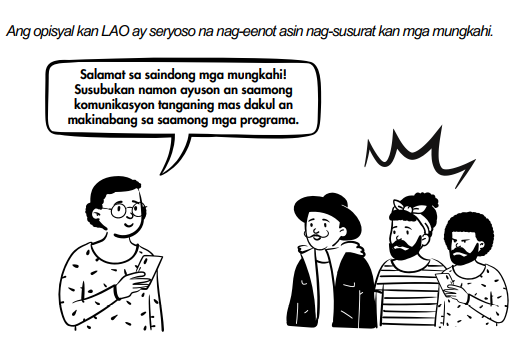 Ang opisyal kan LAO ay seryoso na nag-eenot asin nag-susurat kan mga mungkahi.
Salamat sa saindong mga mungkahi!
Susubukan namon ayuson an saamong
komunikasyon tanganing mas dakul an
makinabang sa saamong mga programa.